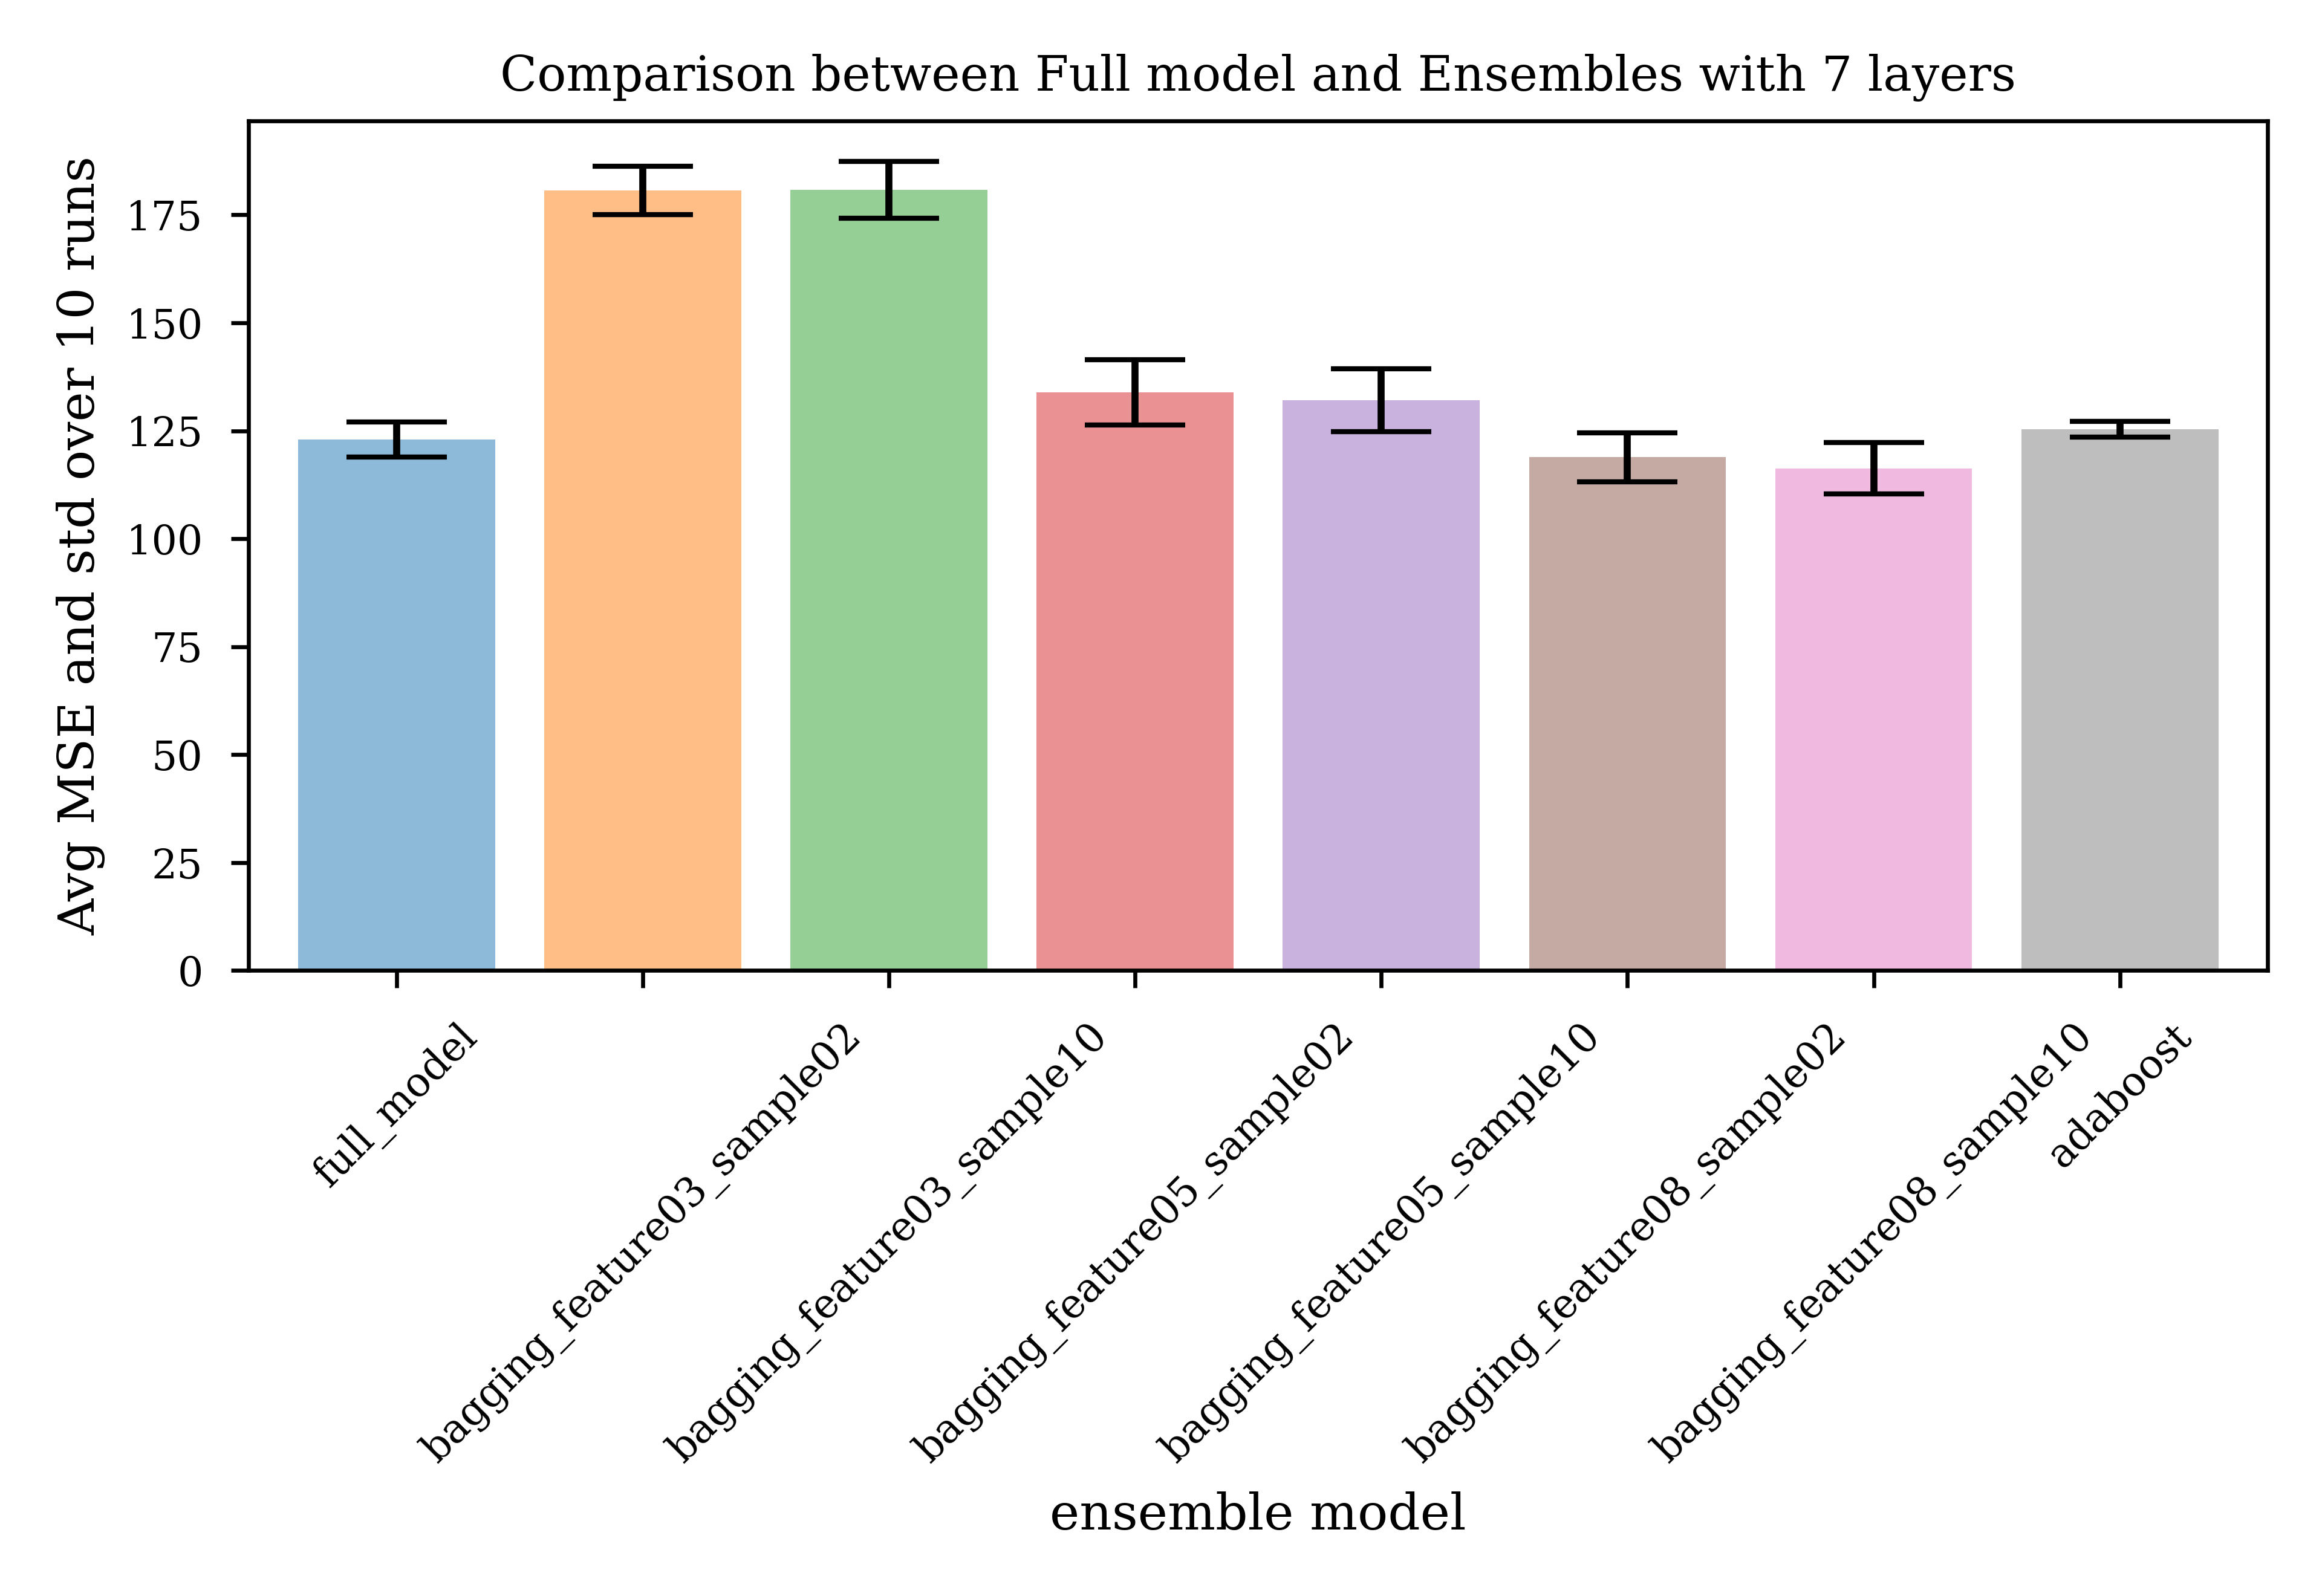 Comparison between Full model and Ensembles with 7 layers
Avg MSE and std over 10 runs
175
150
125
100
75
50
25
0
full_model
bagging_feature03_sample02
bagging_feature03_sample10
bagging_feature05_sample02
bagging_feature05_sample10
bagging_feature08_sample02
bagging_feature08_sample10
adaboost
ensemble model